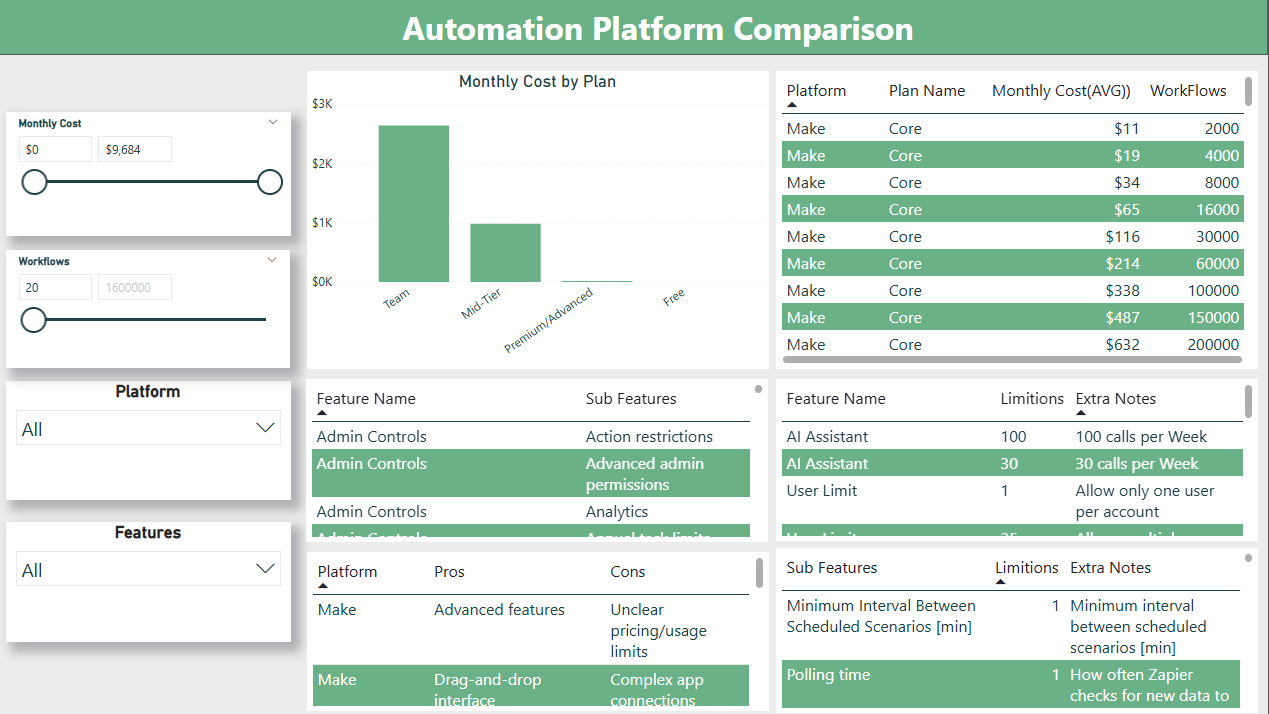 Automation Platform Comparison
Monthly Cost
$0 $9,684
Workflows
20 1600000
Platform
All
Features
All
Monthly Cost by Plan
$3K
$2K
$1K
$0K
Team Mid-Tier Premium/Advanced Free
Platform Plan Name Monthly Cost(AVG)) WorkFlows
Make Core $11 2000
Make Core $19 4000
Make Core $34 8000
Make Core $65 16000
Make Core $116 30000
Make Core $214 60000
Make Core $338 100000
Make Core $487 150000
Make Core $632 200000
Feature Name Sub Features
Admin Controls Action restrictions
Admin Controls Advanced admin
permissions
Admin Controls Analytics
Admin Controls Annual task limits
Feature Name Limitions Extra Notes
AI Assistant 100 100 calls per Week
AI Assistant 30 30 calls per Week
User Limit 1 Allow only one user
per account
User Limit
Platform Pros Cons
Make Advanced features Unclear
pricing/usage
limits
Make Drag-and-drop Complex app
interface connections
Sub Features Limitions Extra Notes
Minimum Interval Between 1 Minimum interval
Scheduled Scenarios [min] between scheduled
scenarios [min]
Polling time 1 How often Zapier
checks for new data to